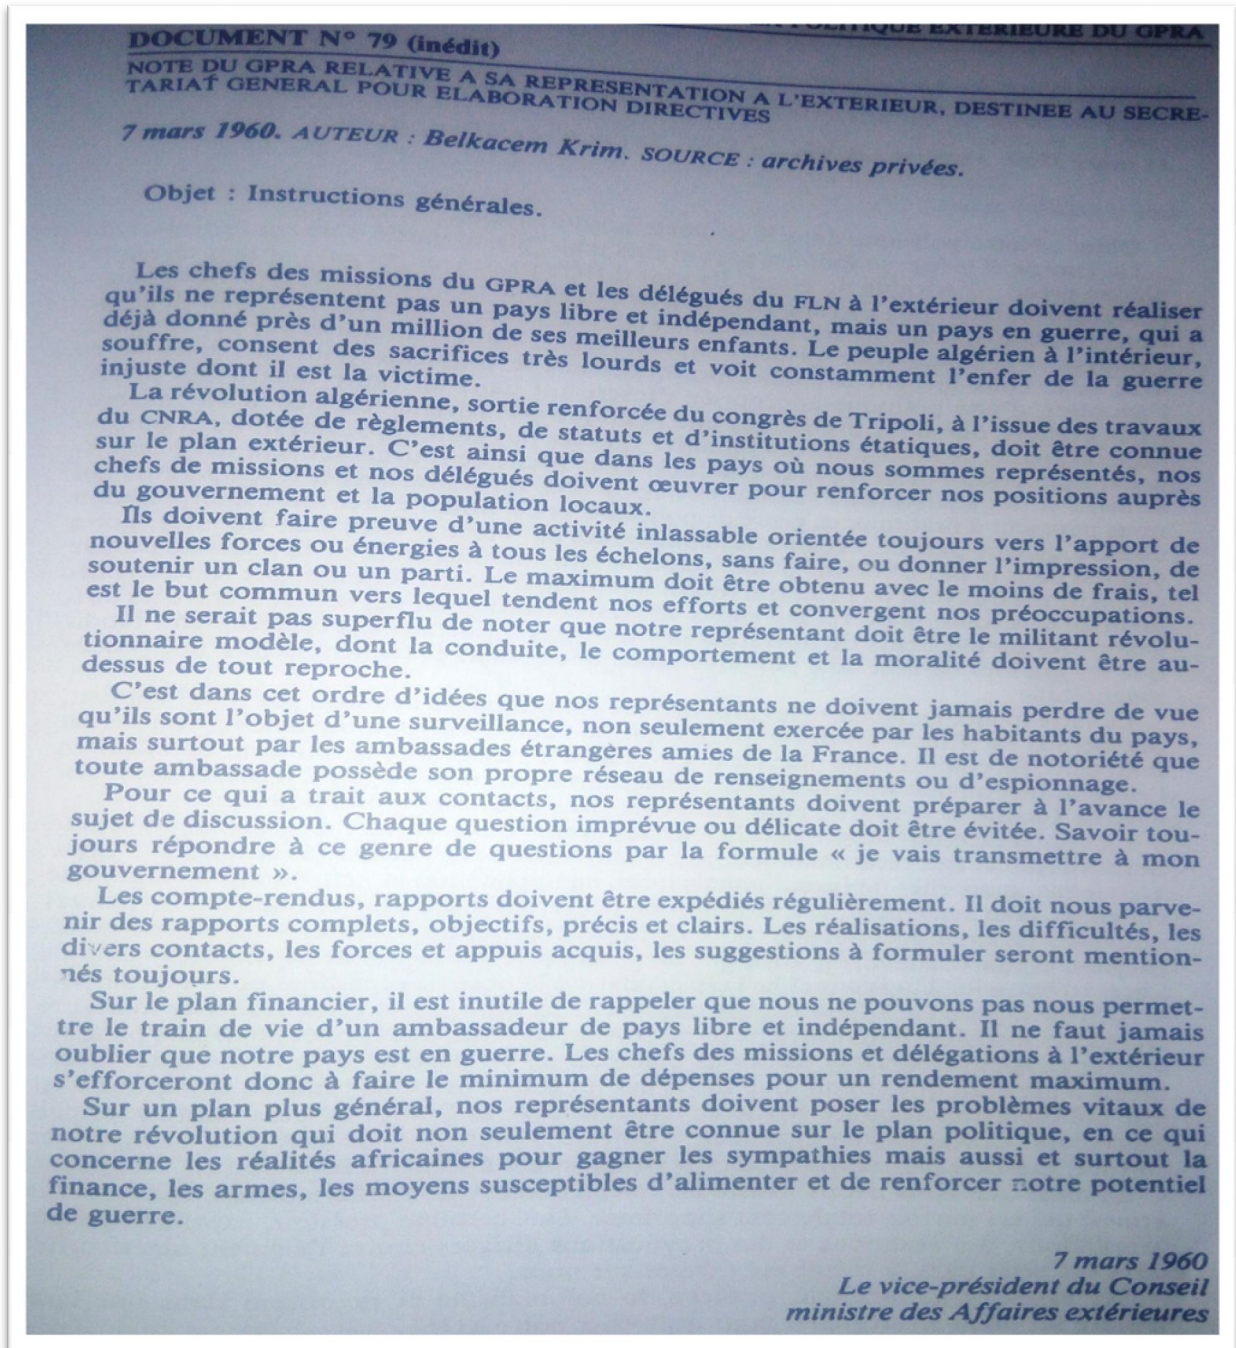 LA POLITIQUE EXTERIEURE DU GPRA
DOCUMENT N° 79 (inédit)
NOTE DU GPRA RELATIVE A SA REPRESENTATION A L'EXTERIEUR, DESTINEE AU SECRE-
TARIAT GENERAL POUR ELABORATION DIRECTIVES
7 mars 1960. AUTEUR : Belkacem Krim. SOURCE : archives privées.
Objet : Instructions générales.
Les chefs des missions du GPRA et les délégués du FLN à l'extérieur doivent réaliser
qu'ils ne représentent pas un pays libre et indépendant, mais un pays en guerre, qui a
déjà donné près d'un million de ses meilleurs enfants. Le peuple algérien à l'intérieur,
souffre, consent des sacrifices très lourds et voit constamment l'enfer de la guerre
injuste dont il est la victime.
La révolution algérienne, sortie renforcée du congrès de Tripoli, à l'issue des travaux
du CNRA, dotée de règlements, de statuts et d'institutions étatiques, doit être connue
sur le plan extérieur. C'est ainsi que dans les pays où nous sommes représentés, nos
chefs de missions et nos délégués doivent œuvrer pour renforcer nos positions auprès
du gouvernement et la population locaux.
Ils doivent faire preuve d'une activité inlassable orientée toujours vers l'apport de
nouvelles forces ou énergies à tous les échelons, sans faire, ou donner l'impression, de
soutenir un clan ou un parti. Le maximum doit être obtenu avec le moins de frais, tel
est le but commun vers lequel tendent nos efforts et convergent nos préoccupations.
Il ne serait pas superflu de noter que notre représentant doit être le militant révolu-
tionnaire modèle, dont la conduite, le comportement et la moralité doivent être au-
dessus de tout reproche.
C'est dans cet ordre d'idées que nos représentants ne doivent jamais perdre de vue
qu'ils sont l'objet d'une surveillance, non seulement exercée par les habitants du pays,
mais surtout par les ambassades étrangères amies de la France. Il est de notoriété que
toute ambassade possède son propre réseau de renseignements ou d'espionnage.
Pour ce qui a trait aux contacts, nos représentants doivent préparer à l'avance le
sujet de discussion. Chaque question imprévue ou délicate doit être évitée. Savoir tou-
jours répondre à ce genre de questions par la formule « je vais transmettre à mon
gouvernement ».
Les compte-rendus, rapports doivent être expédiés régulièrement. Il doit nous parve-
nir des rapports complets, objectifs, précis et clairs. Les réalisations, les difficultés, les
divers contacts, les forces et appuis acquis, les suggestions à formuler seront mention-
nés toujours.
Sur le plan financier, il est inutile de rappeler que nous ne pouvons pas nous permet-
tre le train de vie d'un ambassadeur de pays libre et indépendant. Il ne faut jamais
oublier que notre pays est en guerre. Les chefs des missions et délégations à l'extérieur
s'efforceront donc à faire le minimum de dépenses pour un rendement maximum.
Sur un plan plus général, nos représentants doivent poser les problèmes vitaux de
notre révolution qui doit non seulement être connue sur le plan politique, en ce qui
concerne les réalités africaines pour gagner les sympathies mais aussi et surtout la
finance, les armes, les moyens susceptibles d'alimenter et de renforcer notre potentiel
de guerre.
7 mars 1960
Le vice-président du Conseil
ministre des Affaires extérieures